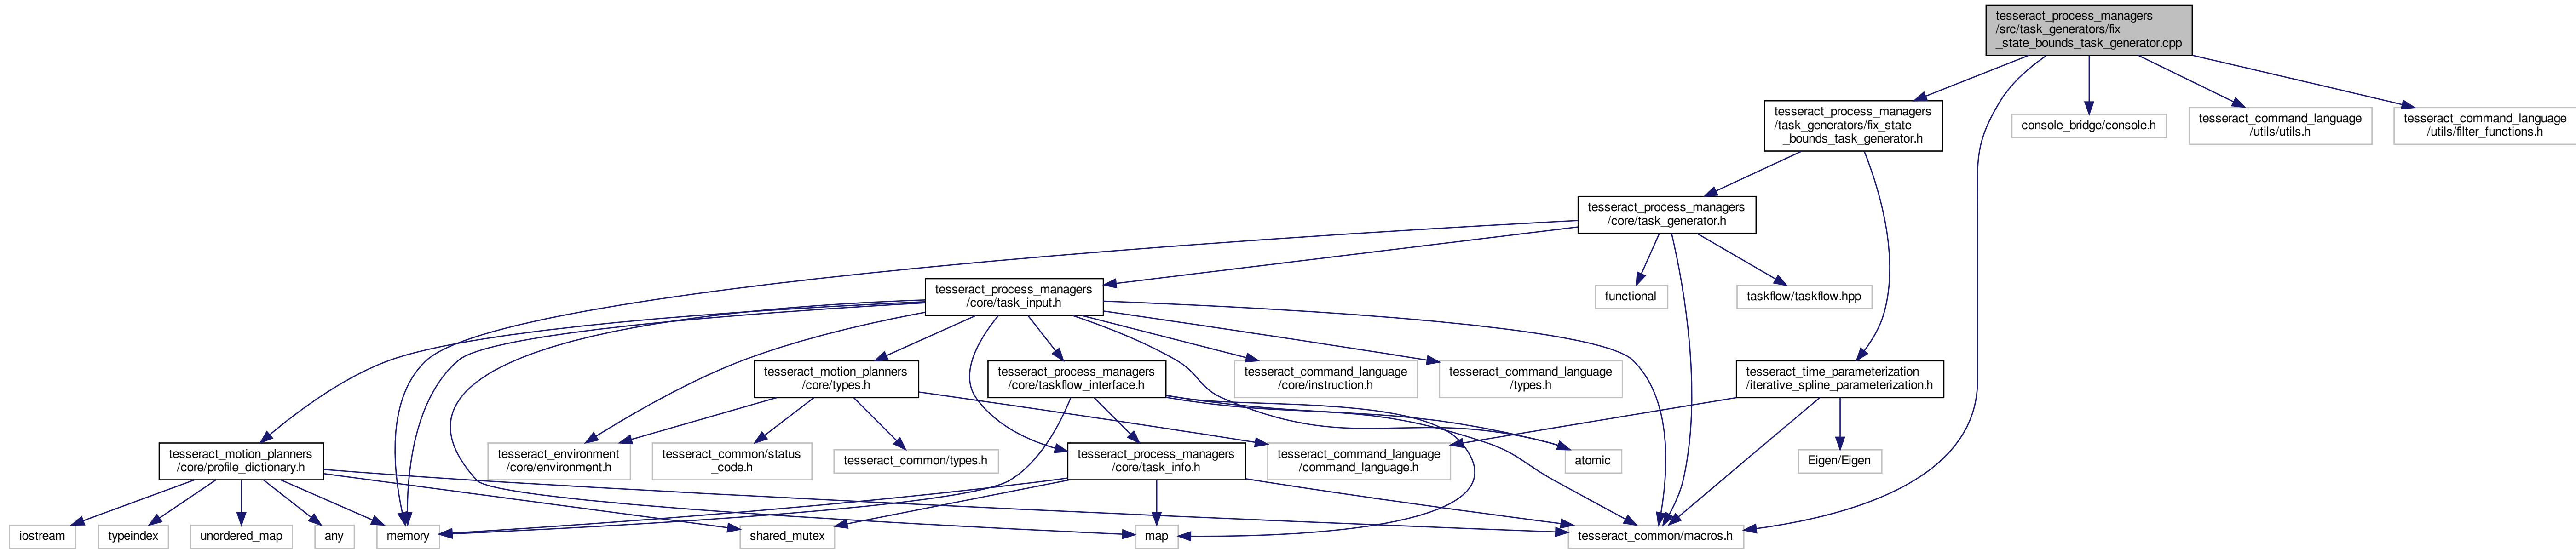 tesseract_process_managers
/src/task_generators/fix
_state_bounds_task_generator.cpp
tesseract_process_managers
/task_generators/fix_state
_bounds_task_generator.h
console_bridge/console.h
tesseract_command_language
/utils/utils.h
tesseract_command_language
/utils/filter_functions.h
tesseract_process_managers
/core/task_generator.h
tesseract_process_managers
/core/task_input.h
functional
taskflow/taskflow.hpp
tesseract_motion_planners
/core/types.h
tesseract_process_managers
/core/taskflow_interface.h
tesseract_command_language
/core/instruction.h
tesseract_command_language
/types.h
tesseract_time_parameterization
/iterative_spline_parameterization.h
tesseract_motion_planners
/core/profile_dictionary.h
tesseract_environment
/core/environment.h
tesseract_common/status
_code.h
tesseract_common/types.h
tesseract_process_managers
/core/task_info.h
tesseract_command_language
/command_language.h
atomic
Eigen/Eigen
iostream
typeindex
unordered_map
any
memory
shared_mutex
map
tesseract_common/macros.h